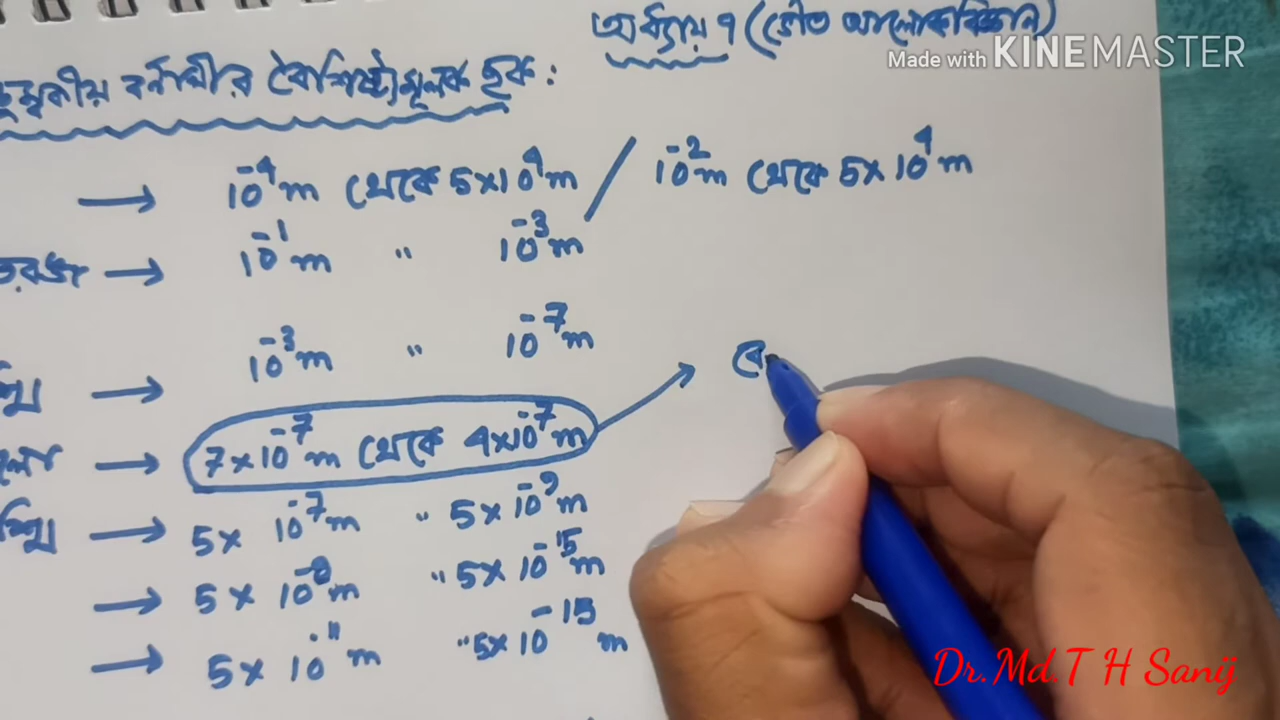 অধ্যায় ৭ (ভৌত আলোকবিজ্ঞান)
Made with KINEMASTER
চুম্বকীয় বর্ণালীর বৈশিষ্ট্যমূলক ছক :
→ 10⁻⁴m থেকে 5×10⁴m / 10⁻²m থেকে 5×10⁴m
তরঙ্গ → 10⁻¹m " 10⁻³m
→ 10⁻³m " 10⁻⁷m
→ 7×10⁻⁷m থেকে 4×10⁻⁷m →
→ 5× 10⁻⁷m " 5× 10⁻⁹m
→ 5× 10⁻⁸m " 5× 10⁻¹⁵m
→ 5× 10⁻¹¹m " 5× 10⁻¹⁵m
Dr.Md.T H Sanij